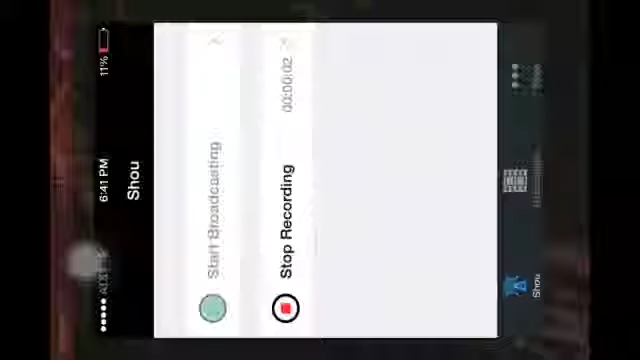 6:41 PM
11%
Shou
Start Broadcasting
Stop Recording
00:00:02
Shou